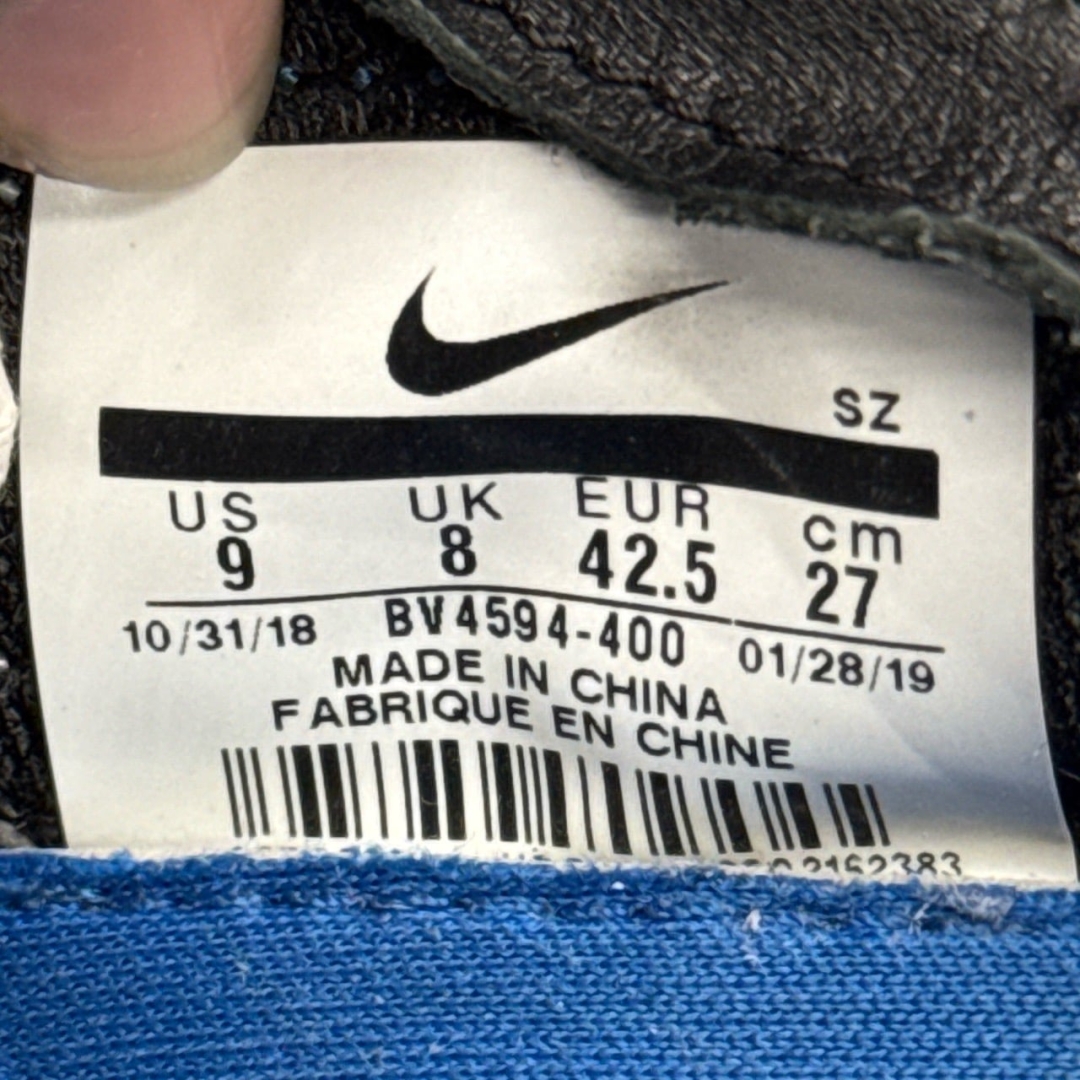 SZ
US UK EUR cm
9 8 42.5 27
10/31/18 BV4594-400 01/28/19
MADE IN CHINA
FABRIQUE EN CHINE
2162383